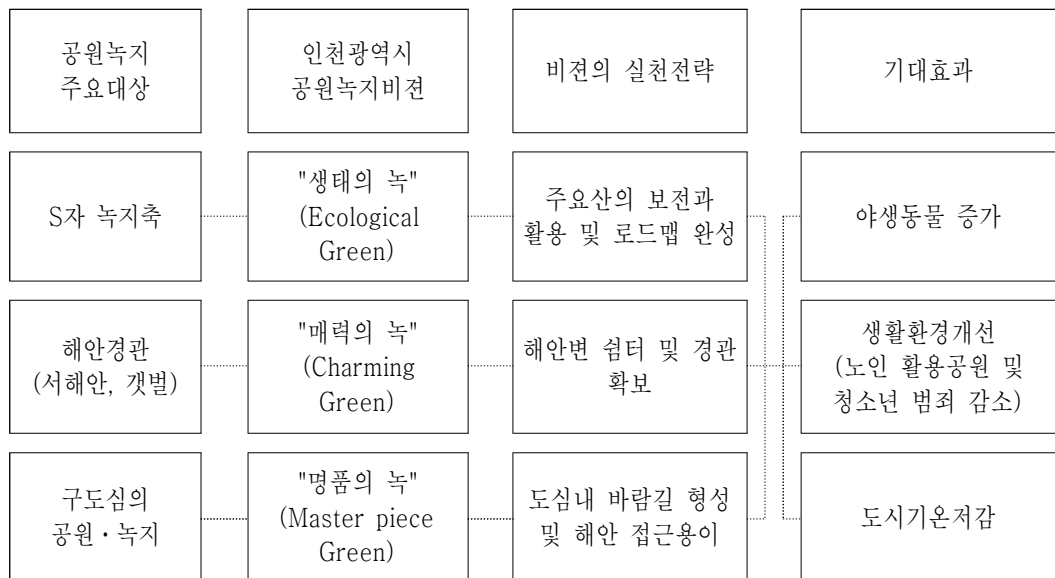 공원녹지
주요대상
인천광역시
공원녹지비젼
비젼의 실천전략
기대효과
S자 녹지축
"생태의 녹"
(Ecological
Green)
주요산의 보전과
활용 및 로드맵 완성
야생동물 증가
해안경관
(서해안, 갯벌)
"매력의 녹"
(Charming
Green)
해안변 쉼터 및 경관
확보
생활환경개선
(노인 활용공원 및
청소년 범죄 감소)
구도심의
공원·녹지
"명품의 녹"
(Master piece
Green)
도심내 바람길 형성
및 해안 접근용이
도시기온저감